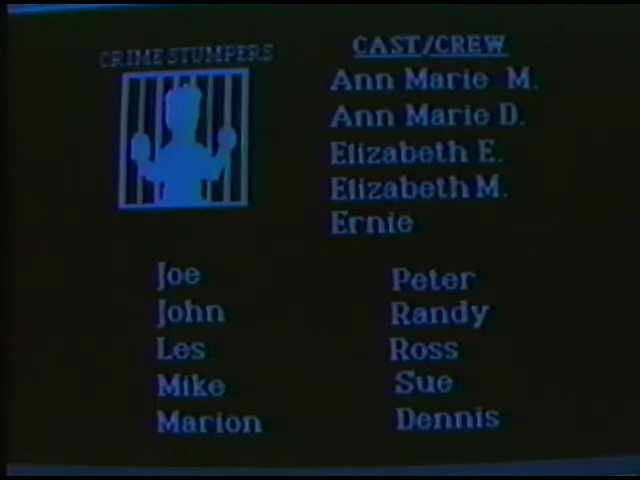 CRIME STUMPERS
CAST/CREW
Ann Marie M.
Ann Marie D.
Elizabeth E.
Elizabeth M.
Ernie
Joe
John
Les
Mike
Marion
Peter
Randy
Ross
Sue
Dennis